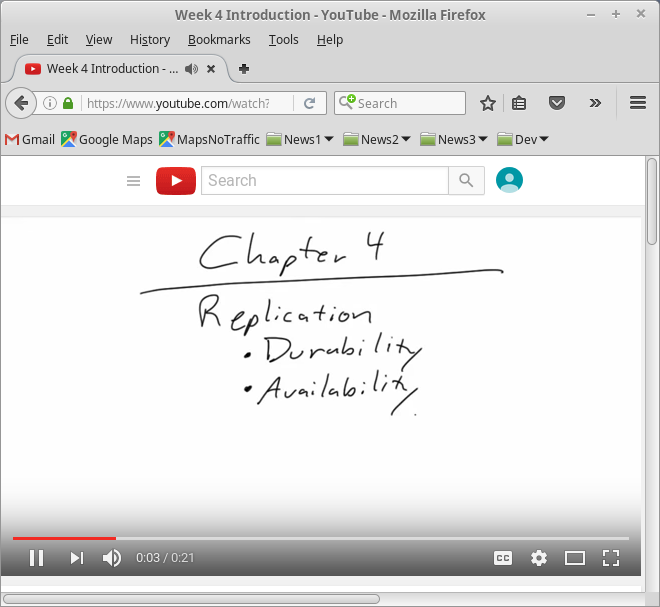 Week 4 Introduction - YouTube - Mozilla Firefox
File Edit View History Bookmarks Tools Help
Week 4 Introduction - ...
https://www.youtube.com/watch? Search
Gmail Google Maps MapsNoTraffic News1 News2 News3 Dev
Search
Chapter 4
Replication
• Durability
• Availability
0:03 / 0:21 CC